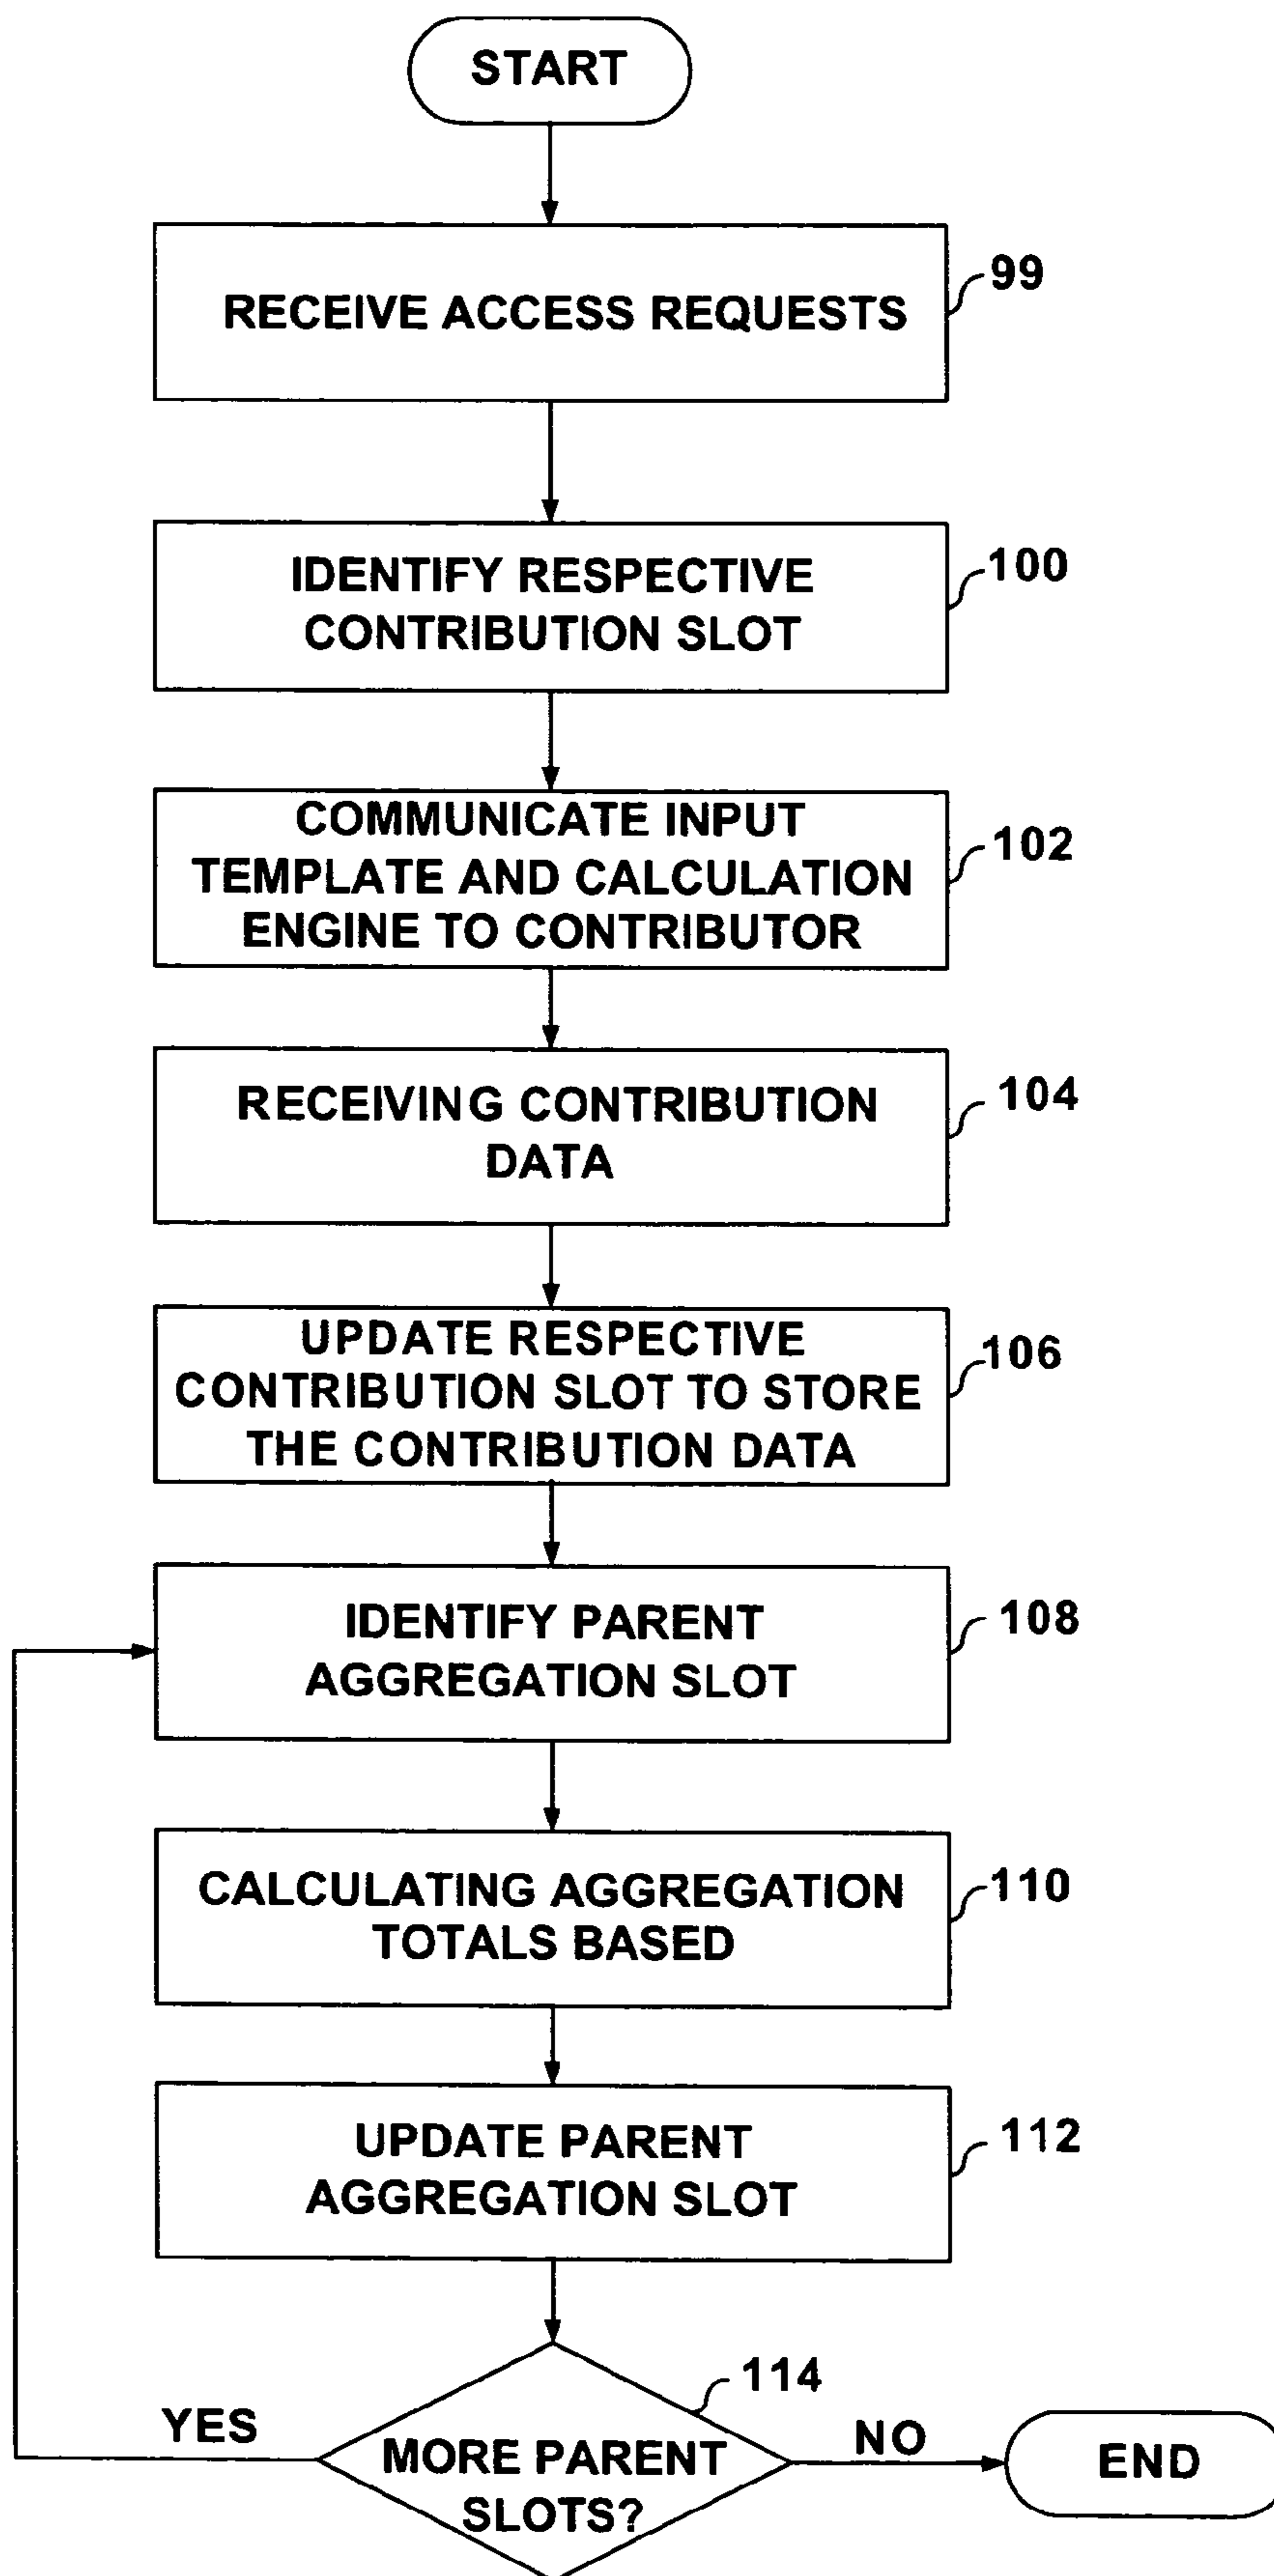 START
RECEIVE ACCESS REQUESTS
99
IDENTIFY RESPECTIVE
CONTRIBUTION SLOT
100
COMMUNICATE INPUT
TEMPLATE AND CALCULATION
ENGINE TO CONTRIBUTOR
102
RECEIVING CONTRIBUTION
DATA
104
UPDATE RESPECTIVE
CONTRIBUTION SLOT TO STORE
THE CONTRIBUTION DATA
106
IDENTIFY PARENT
AGGREGATION SLOT
108
CALCULATING AGGREGATION
TOTALS BASED
110
UPDATE PARENT
AGGREGATION SLOT
112
114
YES
MORE PARENT
SLOTS?
NO
END